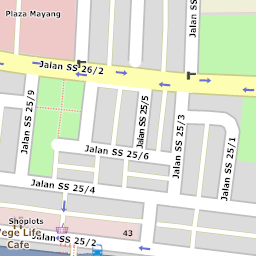 Plaza Mayang
Jalan SS
Jalan SS 26/2
Jalan SS 25/9
Jalan SS 25/5
Jalan SS 25/3
Jalan SS 25/1
Jalan SS 25/6
Jalan SS 25/4
Shoplots
Vege Life
Cafe
43
Jalan SS 25/2